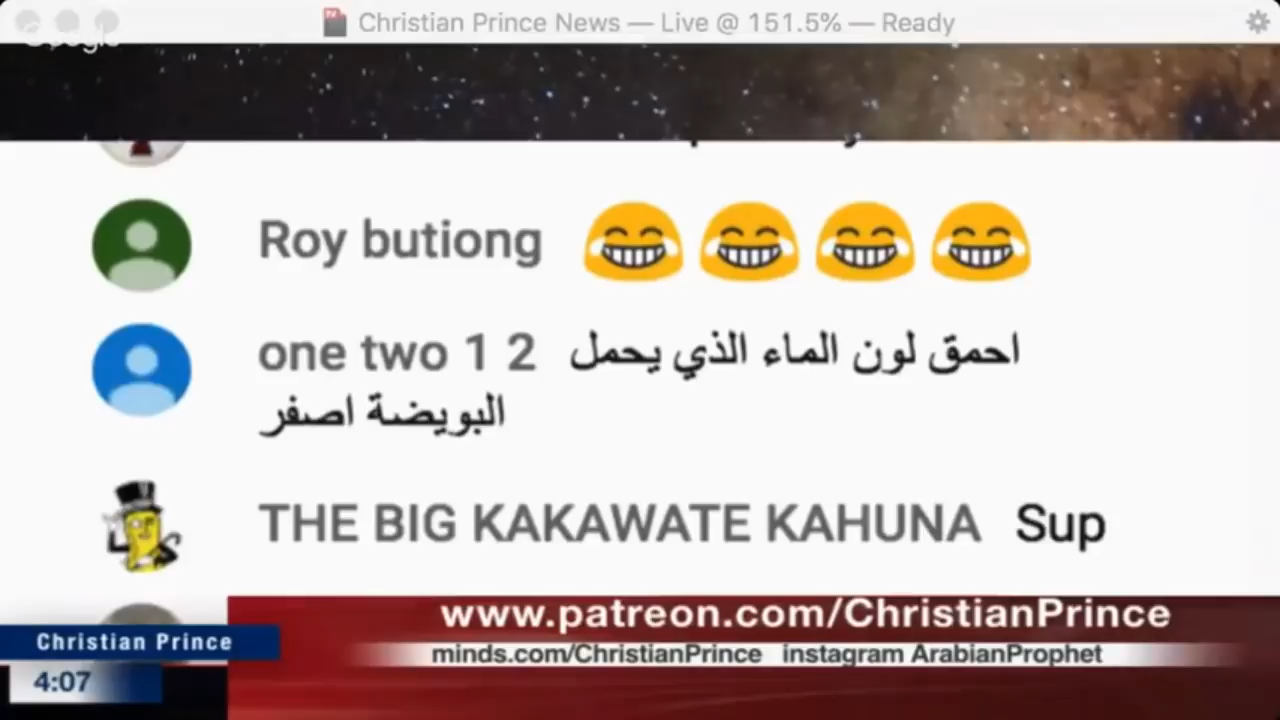 Christian Prince News — Live @ 151.5% — Ready
Google
Roy butiong
one two 1 2 احمق لون الماء الذي يحمل
البويضة اصفر
THE BIG KAKAWATE KAHUNA Sup
www.patreon.com/ChristianPrince
Christian Prince
minds.com/ChristianPrince instagram ArabianProphet
4:07